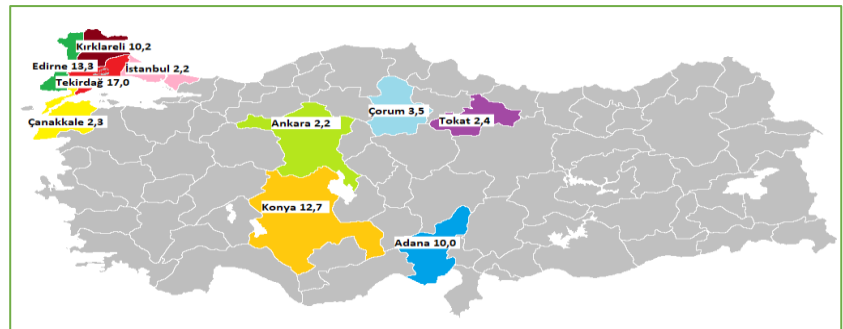 Kırklareli 10,2
Edirne 13,3
İstanbul 2,2
Tekirdağ 17,0
Çanakkale 2,3
Ankara 2,2
Çorum 3,5
Tokat 2,4
Konya 12,7
Adana 10,0